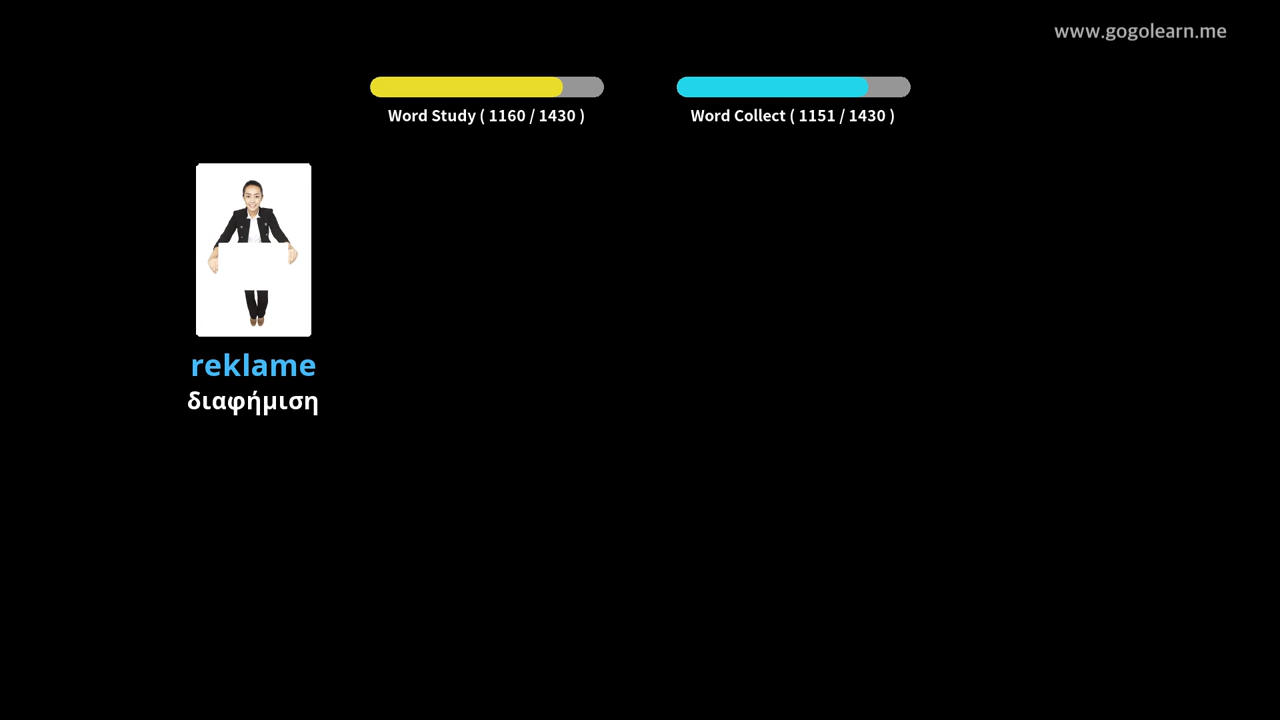 www.gogolearn.me
Word Study ( 1160 / 1430 )
Word Collect ( 1151 / 1430 )
reklame
διαφήμιση